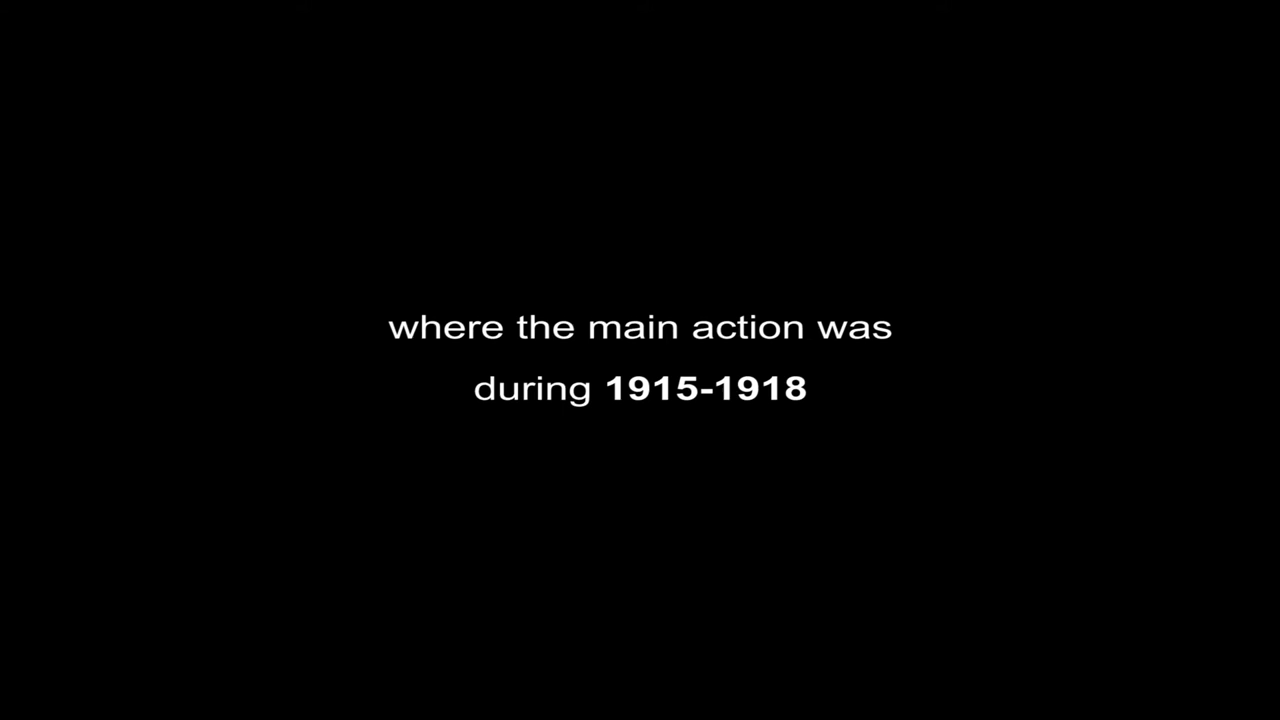 where the main action was
during 1915-1918